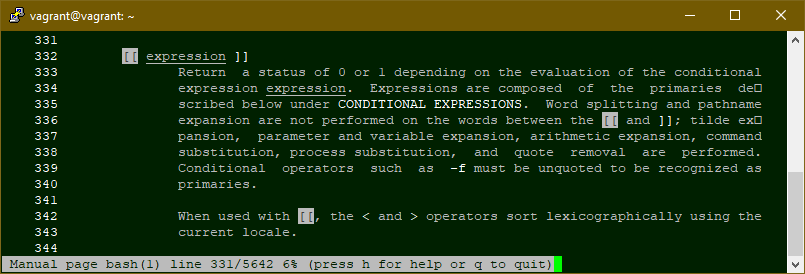 vagrant@vagrant: ~
331
332 [[ expression ]]
333 Return a status of 0 or 1 depending on the evaluation of the conditional
334 expression expression. Expressions are composed of the primaries de□
335 scribed below under CONDITIONAL EXPRESSIONS. Word splitting and pathname
336 expansion are not performed on the words between the [[ and ]]; tilde ex□
337 pansion, parameter and variable expansion, arithmetic expansion, command
338 substitution, process substitution, and quote removal are performed.
339 Conditional operators such as -f must be unquoted to be recognized as
340 primaries.
341
342 When used with [[, the < and > operators sort lexicographically using the
343 current locale.
344
Manual page bash(1) line 331/5642 6% (press h for help or q to quit)